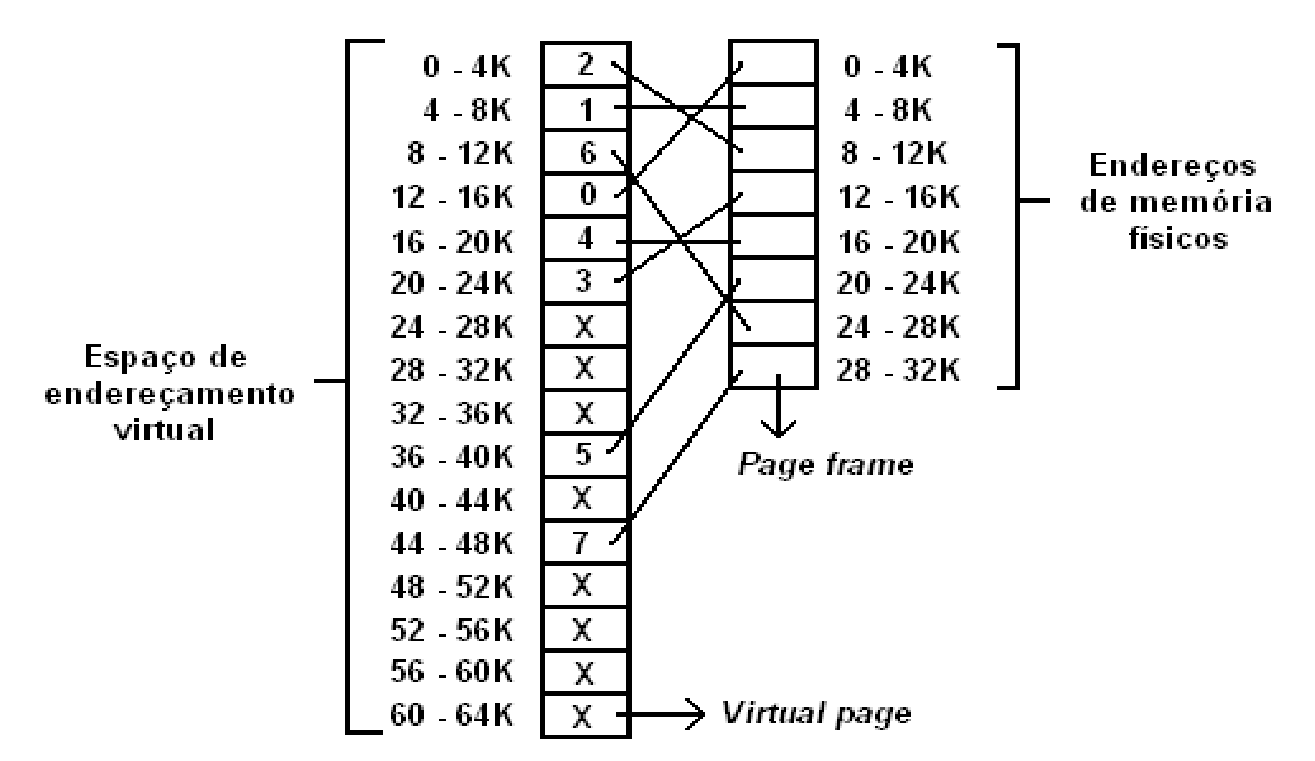 0 - 4K 2 0 - 4K
4 - 8K 1 4 - 8K
8 - 12K 6 8 - 12K
12 - 16K 0 12 - 16K
16 - 20K 4 16 - 20K
20 - 24K 3 20 - 24K
24 - 28K X 24 - 28K
28 - 32K X 28 - 32K
32 - 36K X
36 - 40K 5
40 - 44K X
44 - 48K 7
48 - 52K X
52 - 56K X
56 - 60K X
60 - 64K X
Espaço de
endereçamento
virtual
Endereços
de memória
físicos
Page frame
Virtual page